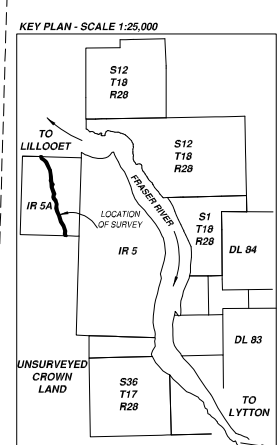 KEY PLAN - SCALE 1:25,000
S12
T18
R28
TO
LILLOOET
S12
T18
R28
FRASER RIVER
IR 5A
LOCATION
OF SURVEY
S1
T18
R28
DL 84
IR 5
DL 83
UNSURVEYED
CROWN
LAND
S36
T17
R28
TO
LYTTON